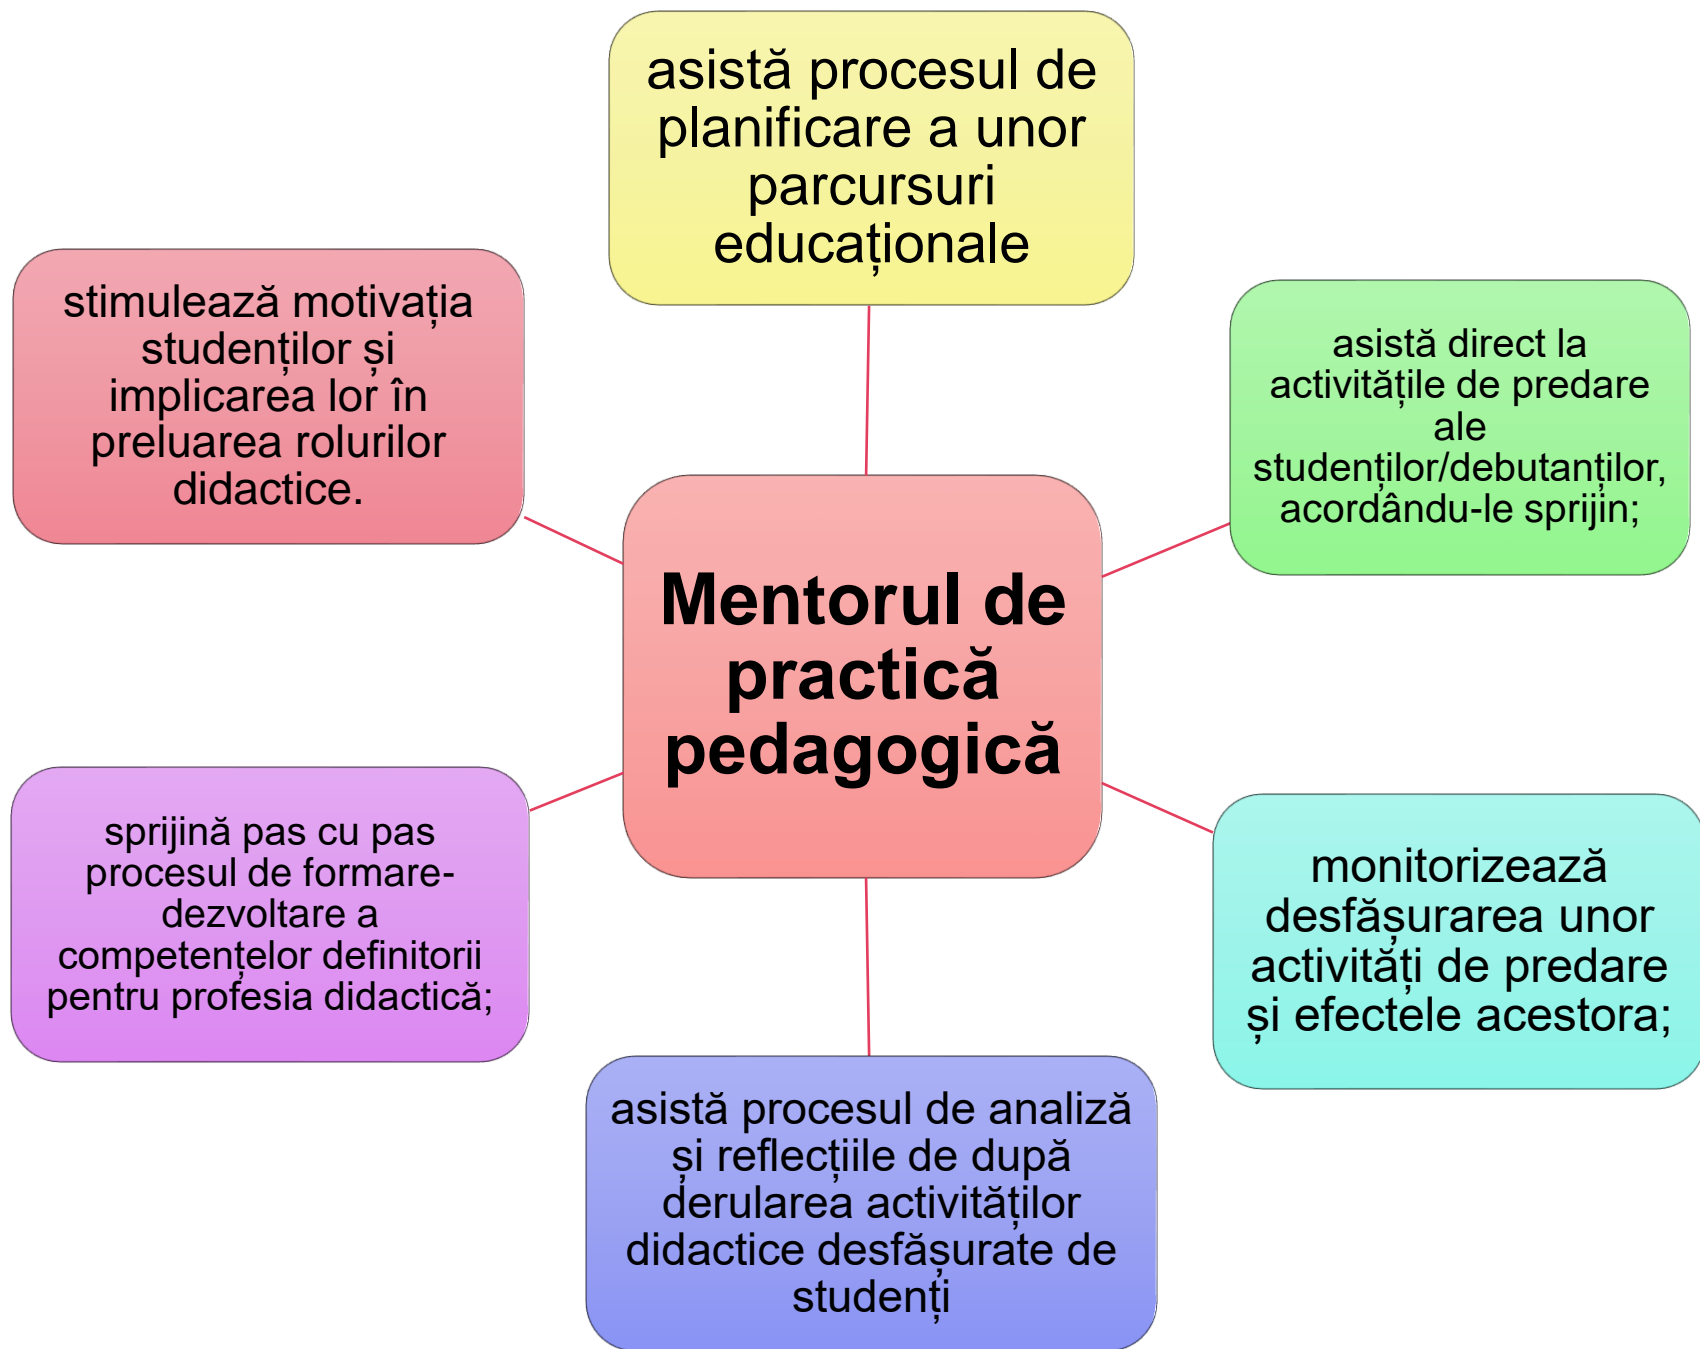 asistă procesul de
planificare a unor
parcursuri
educaționale
asistă direct la
activitățile de predare
ale
studenților/debutanților,
acordându-le sprijin;
monitorizează
desfășurarea unor
activități de predare
și efectele acestora;
asistă procesul de analiză
și reflecțiile de după
derularea activităților
didactice desfășurate de
studenți
sprijină pas cu pas
procesul de formare-
dezvoltare a
competențelor definitorii
pentru profesia didactică;
stimulează motivația
studenților și
implicarea lor în
preluarea rolurilor
didactice.
Mentorul de
practică
pedagogică